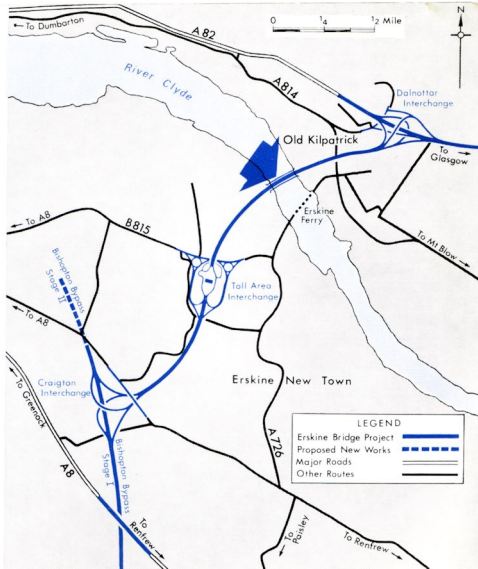 To Dumbarton
A 82
0 ¼ ½ Mile
N
River Clyde
A814
Dalnottar
Interchange
Old Kilpatrick
To
Glasgow
Erskine
Ferry
To Mt Blow
To A8
B815
Bishopton Bypass
Stage II
Toll Area
Interchange
To A8
To Greenock
Craigton
Interchange
Erskine New Town
A8
Bishopton Bypass
Stage I
A726
LEGEND
Erskine Bridge Project
Proposed New Works
Major Roads
Other Routes
To
Renfrew
To
Paisley
To Renfrew